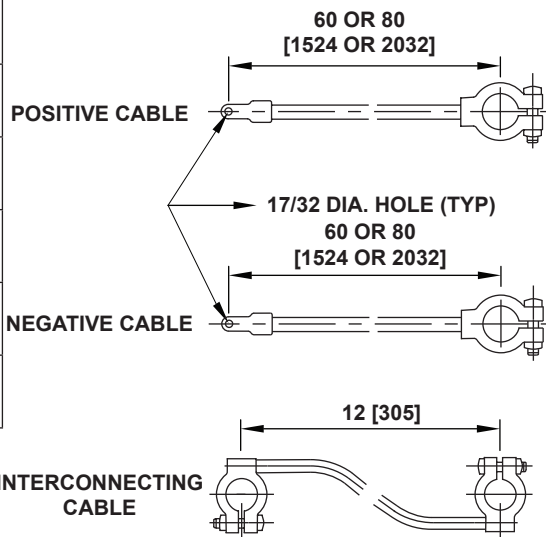 60 OR 80
[1524 OR 2032]
POSITIVE CABLE
17/32 DIA. HOLE (TYP)
60 OR 80
[1524 OR 2032]
NEGATIVE CABLE
12 [305]
INTERCONNECTING
CABLE